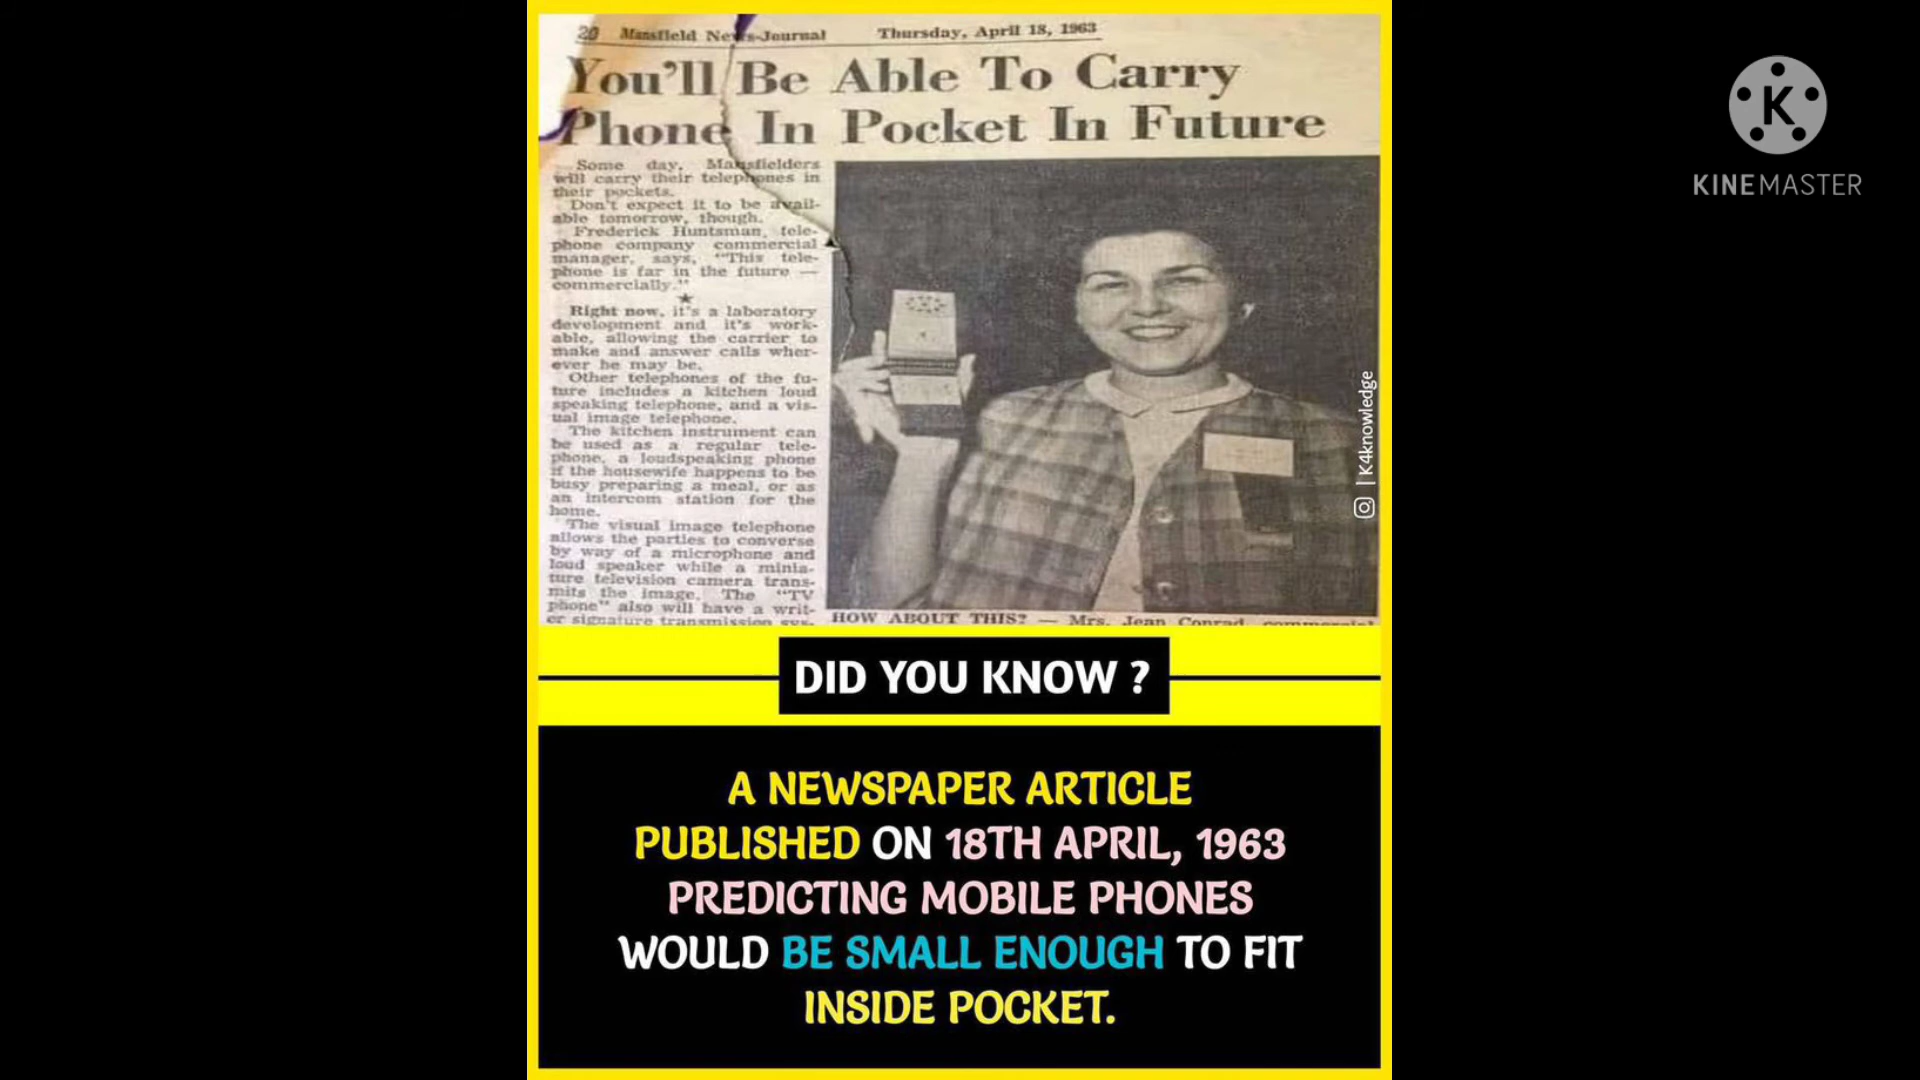 20 Mansfield News-Journal Thursday, April 18, 1963
You'll Be Able To Carry
Phone In Pocket In Future
Some day, Mansfielders
will carry their telephones in
their pockets.
Don't expect it to be avail-
able tomorrow, though.
Frederick Huntsman, tele-
phone company commercial
manager, says, "This tele-
phone is far in the future —
commercially."
★
Right now, it's a laboratory
development and it's work-
able, allowing the carrier to
make and answer calls wher-
ever he may be.
Other telephones of the fu-
ture includes a kitchen loud
speaking telephone, and a vis-
ual image telephone.
The kitchen instrument can
be used as a regular tele-
phone, a loudspeaking phone
if the housewife happens to be
busy preparing a meal, or as
an intercom station for the
home.
The visual image telephone
allows the parties to converse
by way of a microphone and
loud speaker while a minia-
ture television camera trans-
mits the image. The "TV
phone" also will have a writ-
er signature transmission sys-
HOW ABOUT THIS? — Mrs. Jean Conrad, commercial
| K4knowledge
DID YOU KNOW ?
A NEWSPAPER ARTICLE
PUBLISHED ON 18TH APRIL, 1963
PREDICTING MOBILE PHONES
WOULD BE SMALL ENOUGH TO FIT
INSIDE POCKET.
K
KINEMASTER